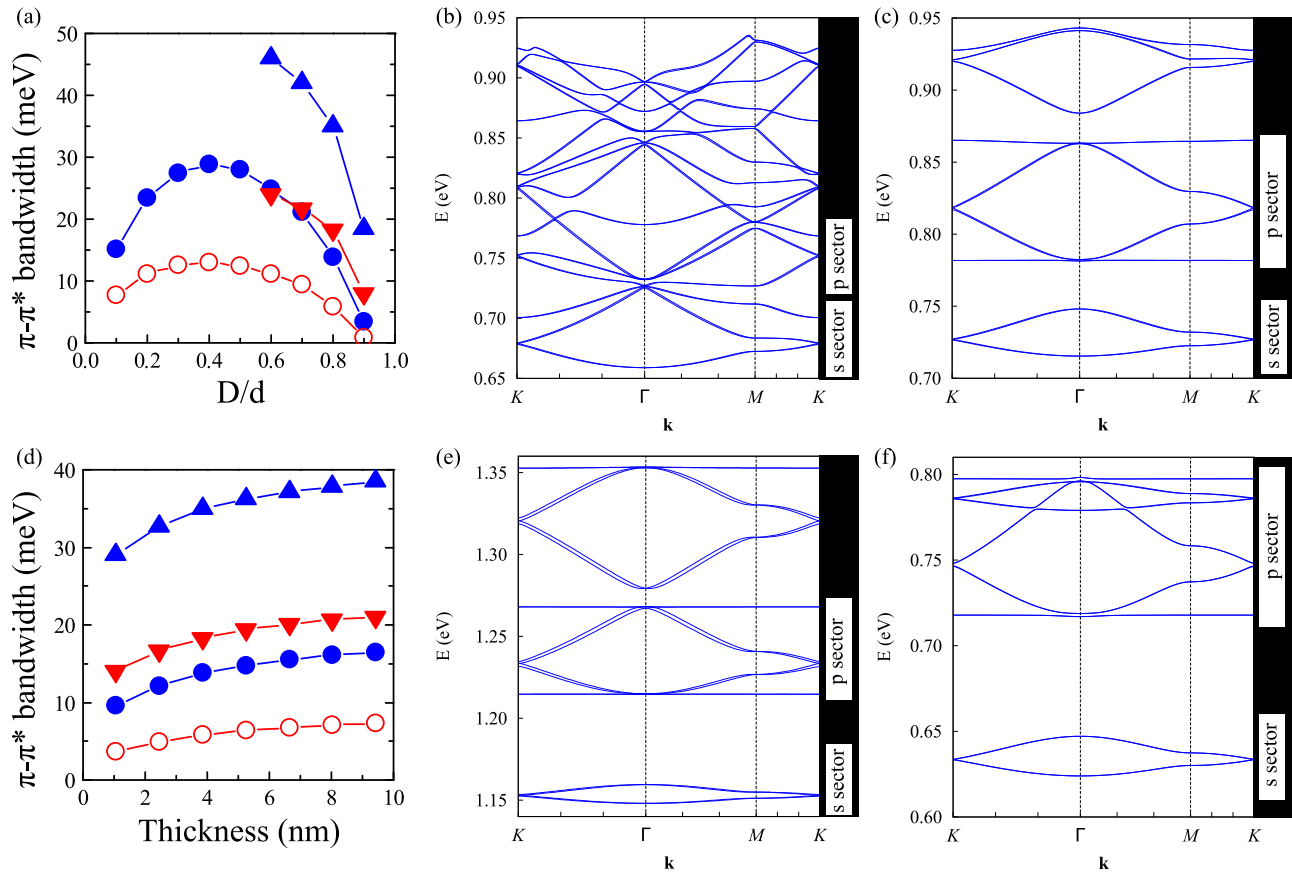 (a)
50
40
30
20
10
0
π-π* bandwidth (meV)
0.0 0.2 0.4 0.6 0.8 1.0
D/d
(b)
0.95
0.90
0.85
0.80
0.75
0.70
0.65
E (eV)
K Γ M K
k
p sector
s sector
(c)
0.95
0.90
0.85
0.80
0.75
0.70
E (eV)
K Γ M K
k
p sector
s sector
(d)
40
30
20
10
0
π-π* bandwidth (meV)
0 2 4 6 8 10
Thickness (nm)
(e)
1.35
1.30
1.25
1.20
1.15
E (eV)
K Γ M K
k
p sector
s sector
(f)
0.80
0.75
0.70
0.65
0.60
E (eV)
K Γ M K
k
p sector
s sector